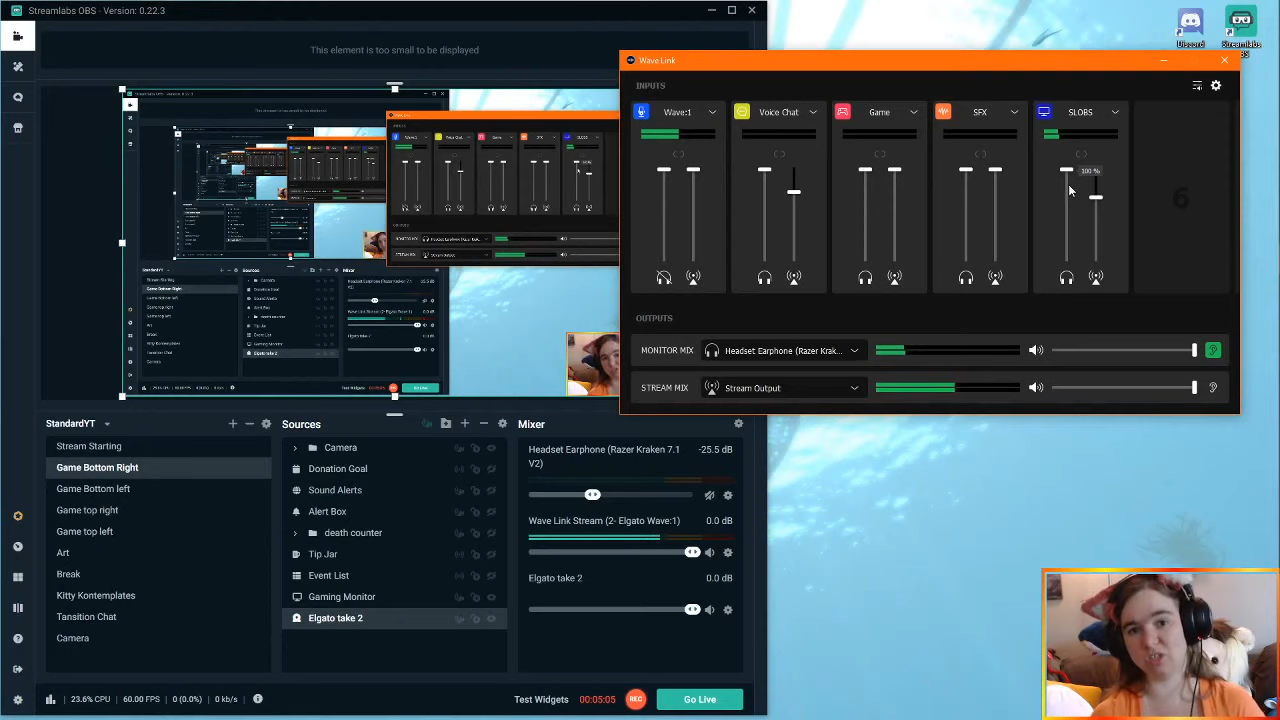 Streamlabs OBS - Version: 0.22.3
This element is too small to be displayed
Discord
Streamlabs
Wave Link
INPUTS
Wave:1
Voice Chat
Game
SFX
SLOBS
100 %
6
OUTPUTS
MONITOR MIX
Headset Earphone (Razer Krak...
STREAM MIX
Stream Output
StandardYT
Stream Starting
Game Bottom Right
Game Bottom left
Game top right
Game top left
Art
Break
Kitty Kontemplates
Tansition Chat
Camera
Sources
Camera
Donation Goal
Sound Alerts
Alert Box
death counter
Tip Jar
Event List
Gaming Monitor
Elgato take 2
Mixer
Headset Earphone (Razer Kraken 7.1 V2)
-25.5 dB
Wave Link Stream (2- Elgato Wave:1)
0.0 dB
Elgato take 2
0.0 dB
23.6% CPU
60.00 FPS
0 (0.0%)
0 kb/s
Test Widgets
00:05:05
REC
Go Live